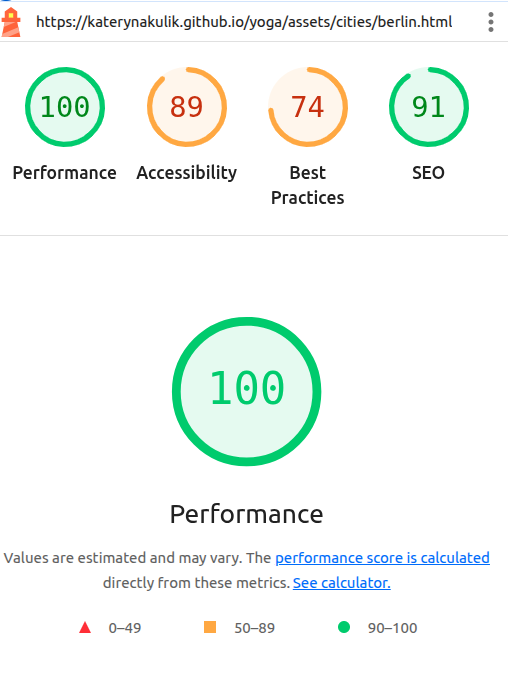 https://katerynakulik.github.io/yoga/assets/cities/berlin.html
100 89 74 91
Performance Accessibility Best Practices SEO
100
Performance
Values are estimated and may vary. The performance score is calculated
directly from these metrics. See calculator.
0–49 50–89 90–100